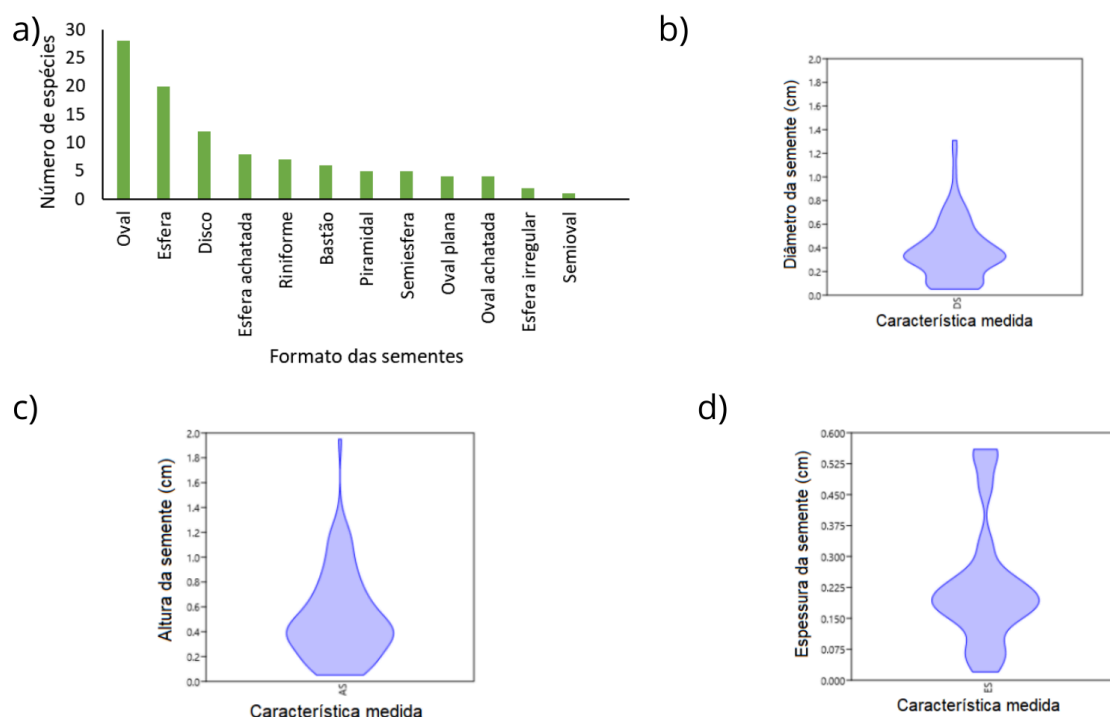 a)
Número de espécies
30
25
20
15
10
5
0
Oval
Esfera
Disco
Esfera achatada
Riniforme
Bastão
Piramidal
Semiesfera
Oval plana
Oval achatada
Esfera irregular
Semioval
Formato das sementes
b)
Diâmetro da semente (cm)
2.0
1.8
1.6
1.4
1.2
1.0
0.8
0.6
0.4
0.2
0.0
DS
Característica medida
c)
Altura da semente (cm)
2.0
1.8
1.6
1.4
1.2
1.0
0.8
0.6
0.4
0.2
0.0
AS
Característica medida
d)
Espessura da semente (cm)
0.600
0.525
0.450
0.375
0.300
0.225
0.150
0.075
0.000
ES
Característica medida